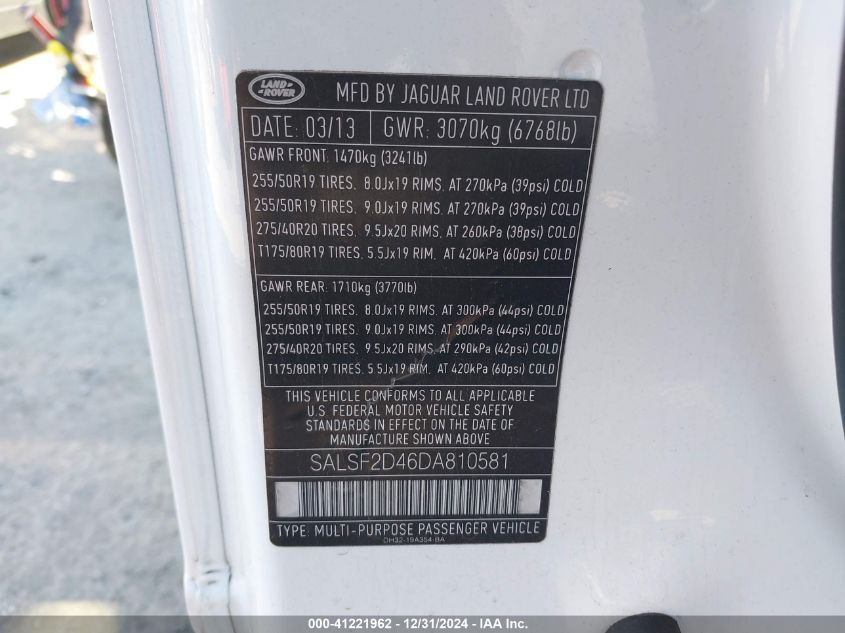 LAND-
-ROVER
MFD BY JAGUAR LAND ROVER LTD
DATE: 03/13 GWR: 3070kg (6768lb)
GAWR FRONT: 1470kg (3241lb)
255/50R19 TIRES. 8.0Jx19 RIMS. AT 270kPa (39psi) COLD
255/50R19 TIRES. 9.0Jx19 RIMS. AT 270kPa (39psi) COLD
275/40R20 TIRES. 9.5Jx20 RIMS. AT 260kPa (38psi) COLD
T175/80R19 TIRES. 5.5Jx19 RIM. AT 420kPa (60psi) COLD
GAWR REAR: 1710kg (3770lb)
255/50R19 TIRES. 8.0Jx19 RIMS. AT 300kPa (44psi) COLD
255/50R19 TIRES. 9.0Jx19 RIMS. AT 300kPa (44psi) COLD
275/40R20 TIRES. 9.5Jx20 RIMS. AT 290kPa (42psi) COLD
T175/80R19 TIRES. 5.5Jx19 RIM. AT 420kPa (60psi) COLD
THIS VEHICLE CONFORMS TO ALL APPLICABLE
U.S. FEDERAL MOTOR VEHICLE SAFETY
STANDARDS IN EFFECT ON THE DATE OF
MANUFACTURE SHOWN ABOVE
SALSF2D46DA810581
TYPE: MULTI-PURPOSE PASSENGER VEHICLE
DH32-19A354-BA
000-41221962 - 12/31/2024 - IAA Inc.